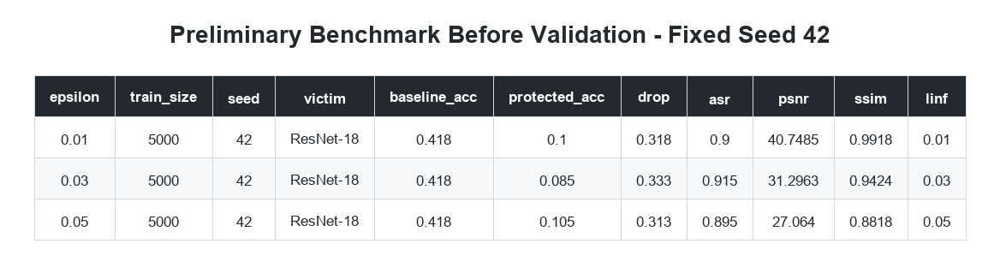 Preliminary Benchmark Before Validation - Fixed Seed 42
epsilon train_size seed victim baseline_acc protected_acc drop asr psnr ssim linf
0.01 5000 42 ResNet-18 0.418 0.1 0.318 0.9 40.7485 0.9918 0.01
0.03 5000 42 ResNet-18 0.418 0.085 0.333 0.915 31.2963 0.9424 0.03
0.05 5000 42 ResNet-18 0.418 0.105 0.313 0.895 27.064 0.8818 0.05